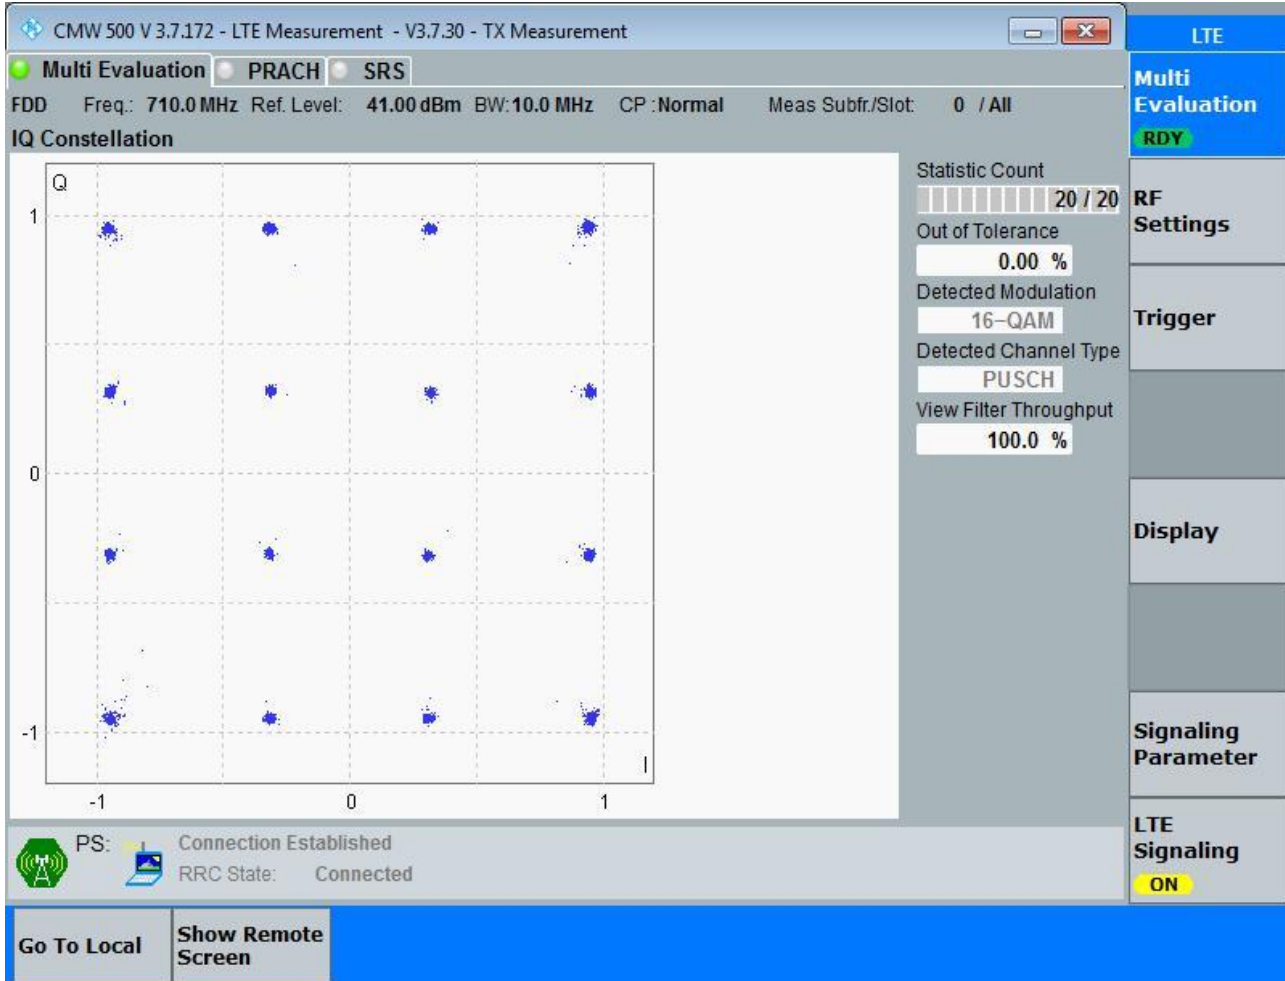 CMW 500 V 3.7.172 - LTE Measurement - V3.7.30 - TX Measurement
LTE
Multi Evaluation PRACH SRS
FDD Freq.: 710.0 MHz Ref. Level: 41.00 dBm BW: 10.0 MHz CP : Normal Meas Subfr./Slot: 0 / All
IQ Constellation
Q
1
0
-1
I
-1 0 1
Statistic Count
20 / 20
Out of Tolerance
0.00 %
Detected Modulation
16-QAM
Detected Channel Type
PUSCH
View Filter Throughput
100.0 %
Multi
Evaluation
RDY
RF
Settings
Trigger
Display
Signaling
Parameter
LTE
Signaling
ON
PS: Connection Established
RRC State: Connected
Go To Local
Show Remote
Screen